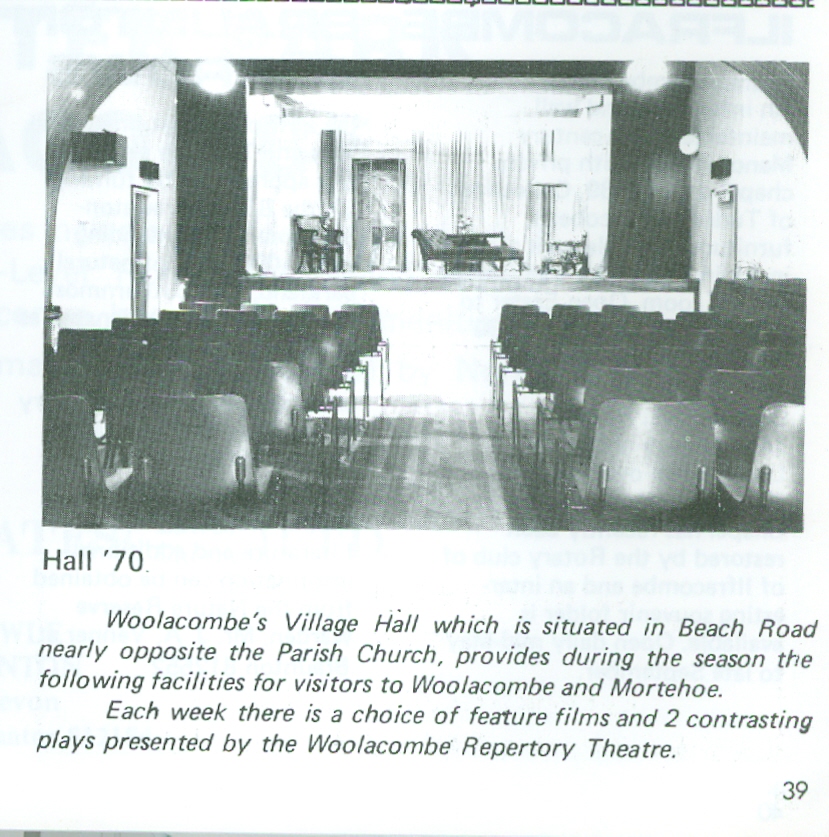 Hall '70
Woolacombe's Village Hall which is situated in Beach Road
nearly opposite the Parish Church, provides during the season the
following facilities for visitors to Woolacombe and Mortehoe.
Each week there is a choice of feature films and 2 contrasting
plays presented by the Woolacombe Repertory Theatre.
39